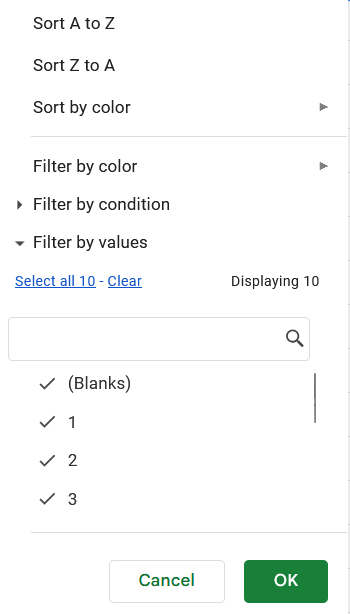 Sort A to Z
Sort Z to A
Sort by color
Filter by color
Filter by condition
Filter by values
Select all 10 - Clear Displaying 10
(Blanks)
1
2
3
Cancel OK